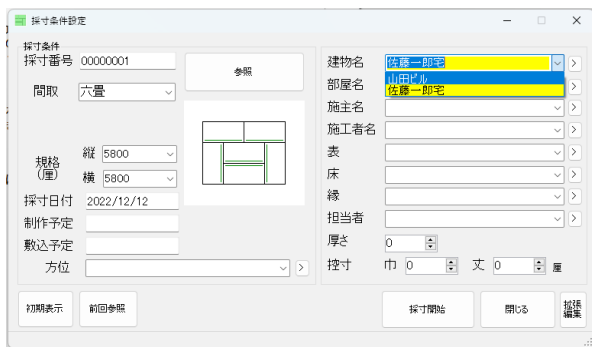 採寸条件設定
採寸条件
採寸番号 00000001
参照
間取 六畳
規格
(厘)
縦 5800
横 5800
採寸日付 2022/12/12
制作予定
敷込予定
方位
建物名 佐藤一郎宅
山田ビル
佐藤一郎宅
部屋名
施主名
施工者名
表
床
縁
担当者
厚さ 0
控寸 巾 0 丈 0 厘
初期表示
前回参照
採寸開始
閉じる
拡張
編集